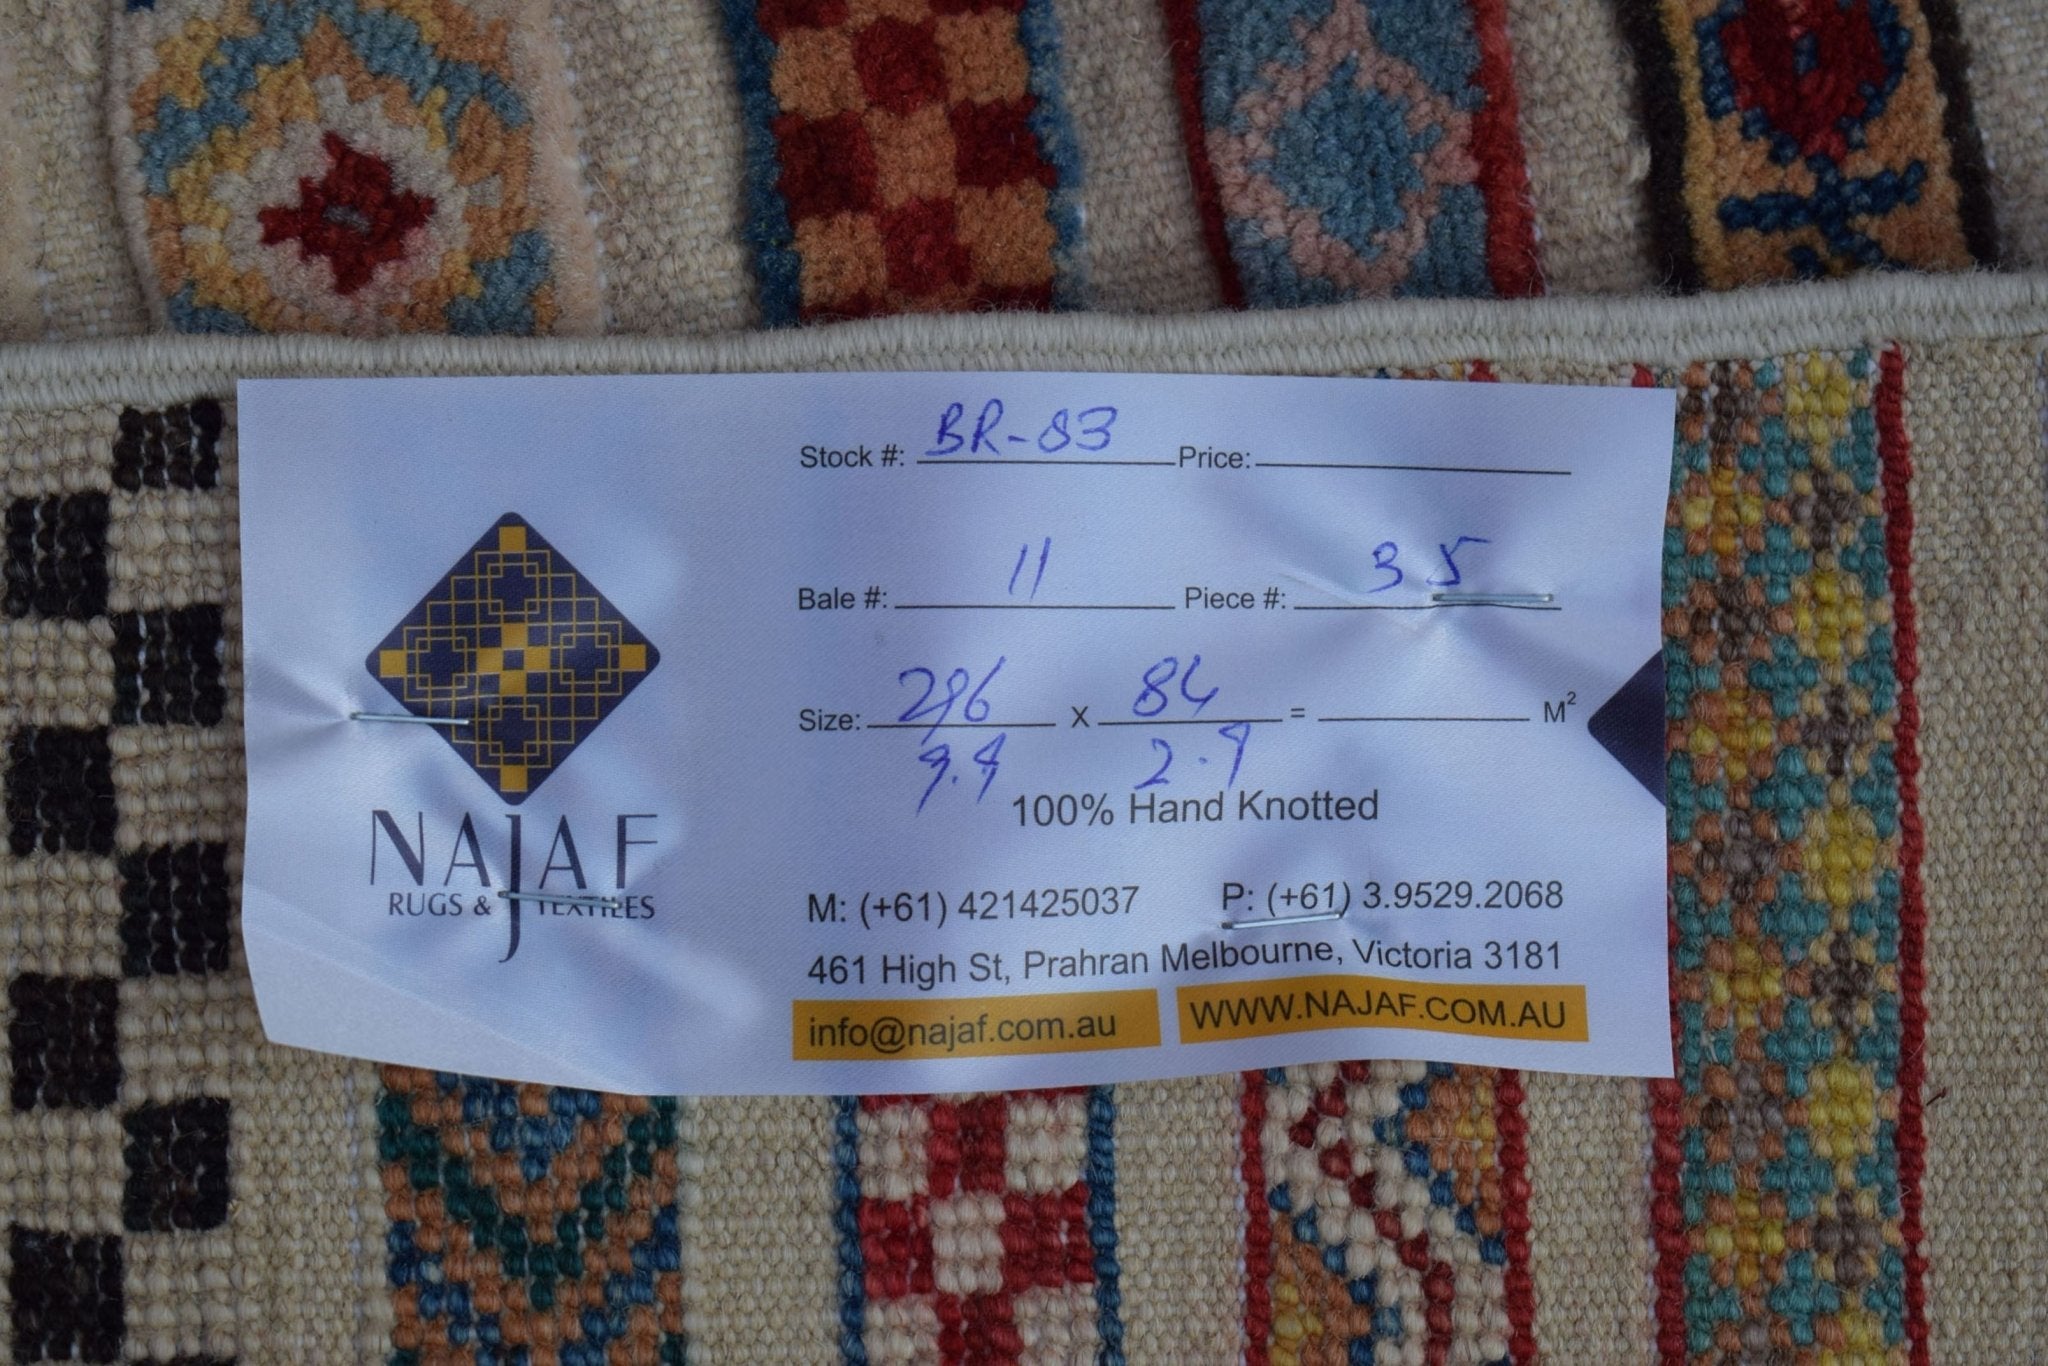 Stock #: BR-83 Price:
Bale #: 11 Piece #: 35
Size: 296 X 84 = M²
9.9 2.9
100% Hand Knotted
NAJAF
RUGS & TEXTILES
M: (+61) 421425037 P: (+61) 3.9529.2068
461 High St, Prahran Melbourne, Victoria 3181
info@najaf.com.au WWW.NAJAF.COM.AU